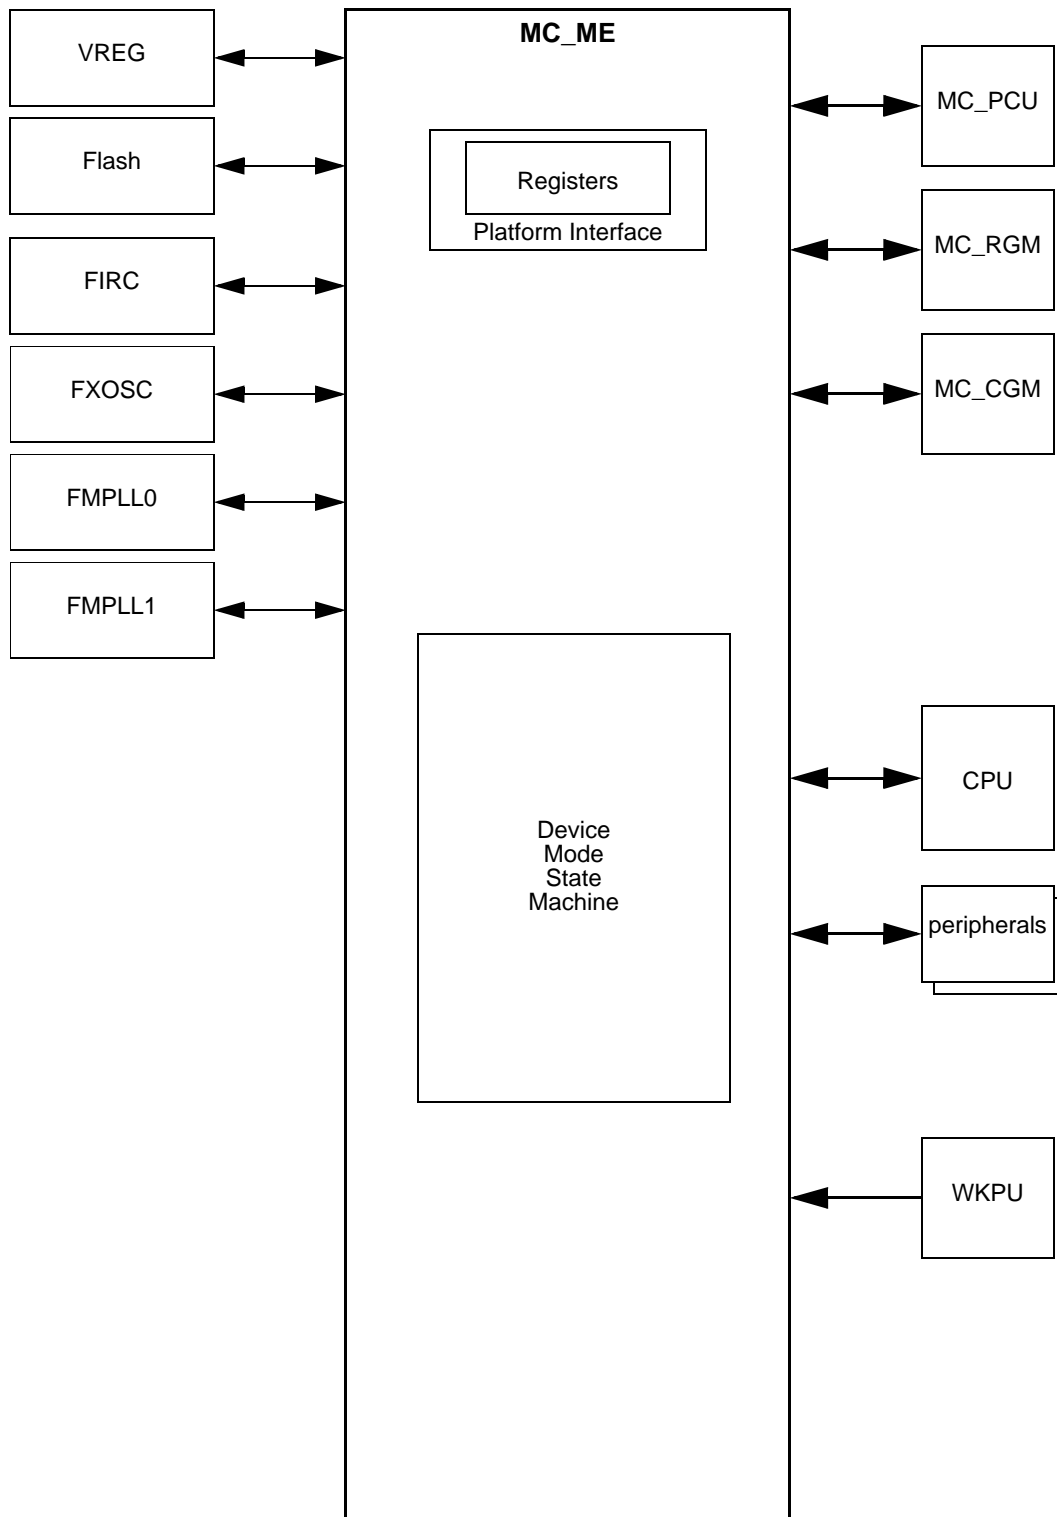 MC_ME
VREG
Flash
FIRC
FXOSC
FMPLL0
FMPLL1
Registers
Platform Interface
Device
Mode
State
Machine
MC_PCU
MC_RGM
MC_CGM
CPU
peripherals
WKPU